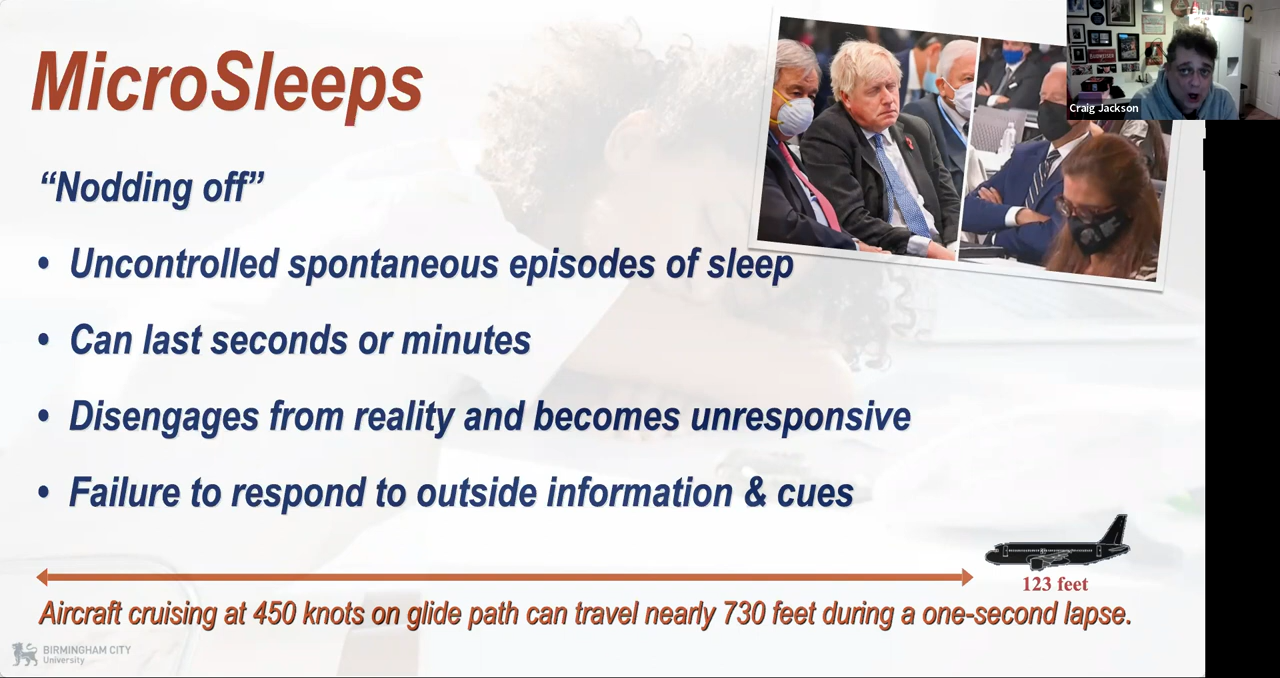 MicroSleeps
Craig Jackson
“Nodding off”
• Uncontrolled spontaneous episodes of sleep
• Can last seconds or minutes
• Disengages from reality and becomes unresponsive
• Failure to respond to outside information & cues
123 feet
Aircraft cruising at 450 knots on glide path can travel nearly 730 feet during a one-second lapse.
BIRMINGHAM CITY
University